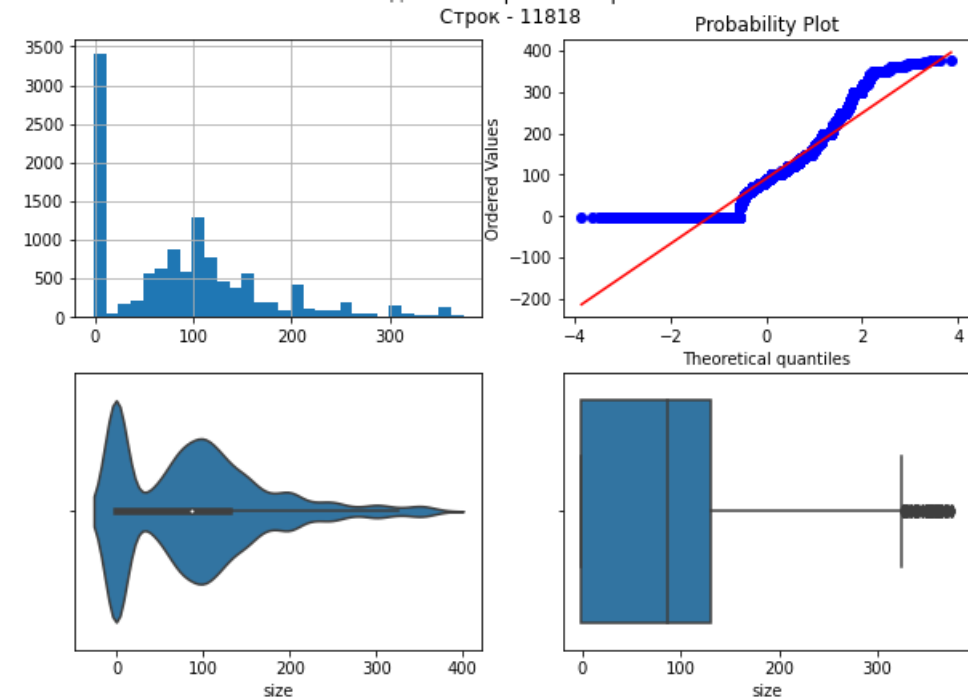 Строк - 11818
3500
3000
2500
2000
1500
1000
500
0
0 100 200 300
Probability Plot
Ordered Values
400
300
200
100
0
−100
−200
−4 −2 0 2 4
Theoretical quantiles
0 100 200 300 400
size
0 100 200 300
size